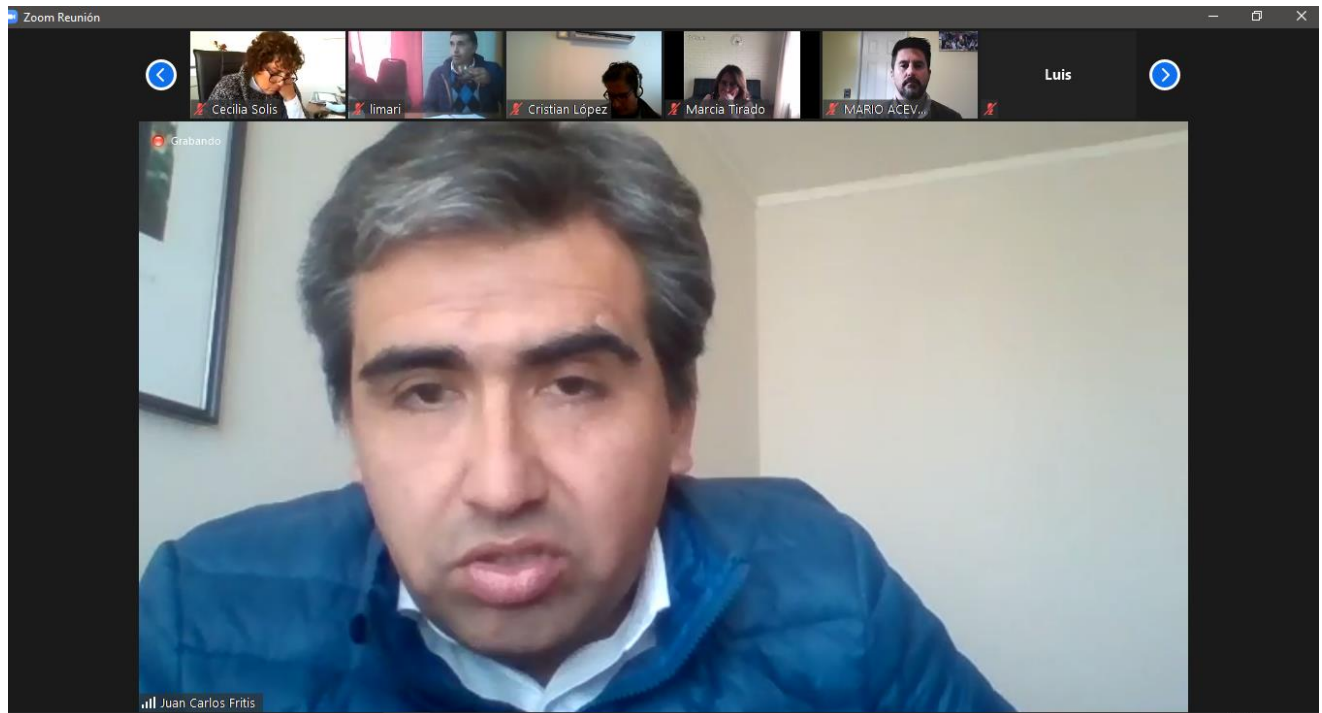 Zoom Reunión
Cecilia Solis
limari
Cristian López
Marcia Tirado
MARIO ACEV...
Luis
Grabando
Juan Carlos Fritis